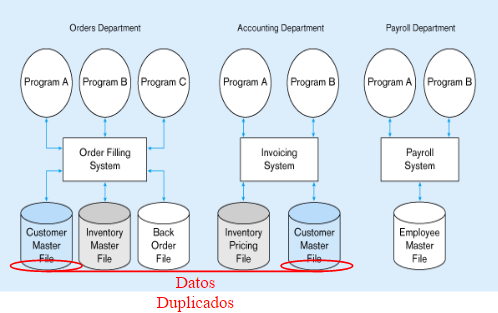 Orders Department
Accounting Department
Payroll Department
Program A
Program B
Program C
Program A
Program B
Program A
Program B
Order Filling
System
Invoicing
System
Payroll
System
Customer
Master
File
Inventory
Master
File
Back
Order
File
Inventory
Pricing
File
Customer
Master
File
Employee
Master
File
Datos
Duplicados